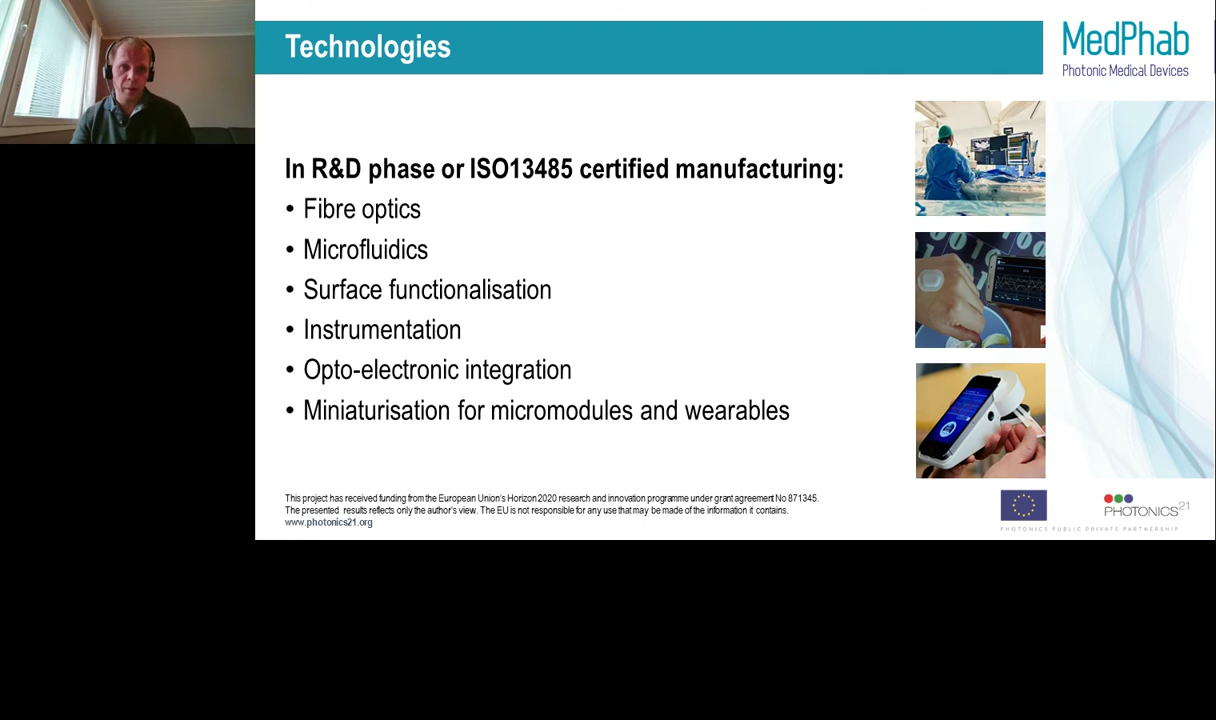 Technologies
MedPhab
Photonic Medical Devices
In R&D phase or ISO13485 certified manufacturing:
• Fibre optics
• Microfluidics
• Surface functionalisation
• Instrumentation
• Opto-electronic integration
• Miniaturisation for micromodules and wearables
This project has received funding from the European Union's Horizon 2020 research and innovation programme under grant agreement No 871345.
The presented results reflects only the author's view. The EU is not responsible for any use that may be made of the information it contains.
www.photonics21.org
PHOTONICS21
PHOTONICS PUBLIC PRIVATE PARTNERSHIP